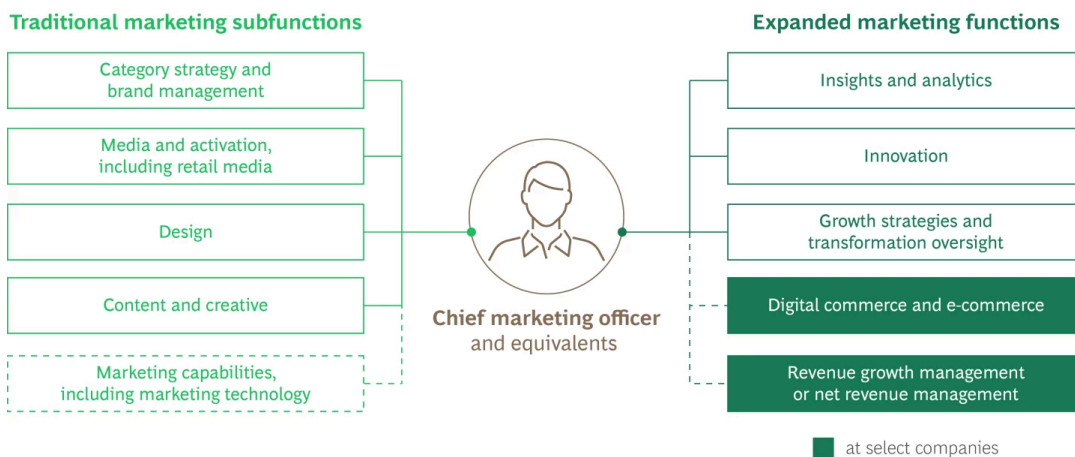 Traditional marketing subfunctions
Category strategy and
brand management
Media and activation,
including retail media
Design
Content and creative
Marketing capabilities,
including marketing technology
Chief marketing officer
and equivalents
Expanded marketing functions
Insights and analytics
Innovation
Growth strategies and
transformation oversight
Digital commerce and e-commerce
Revenue growth management
or net revenue management
at select companies